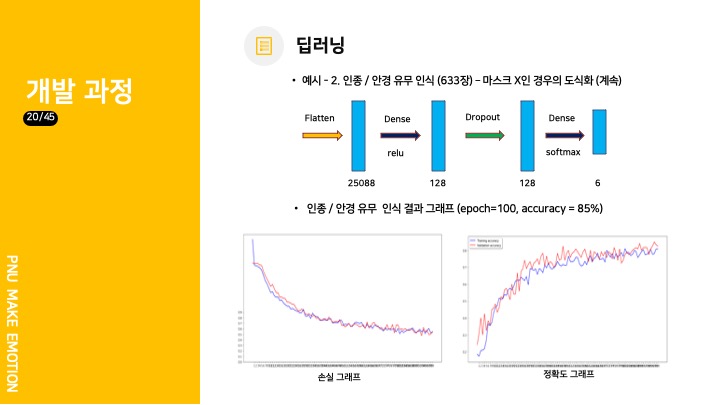 개발 과정
20/45
PNU MAKE EMOTION
딥러닝
• 예시 - 2. 인종 / 안경 유무 인식 (633장) – 마스크 X인 경우의 도식화 (계속)
Flatten
Dense
relu
Dropout
Dense
softmax
25088
128
128
6
• 인종 / 안경 유무 인식 결과 그래프 (epoch=100, accuracy = 85%)
Training accuracy
Validation accuracy
손실 그래프
정확도 그래프